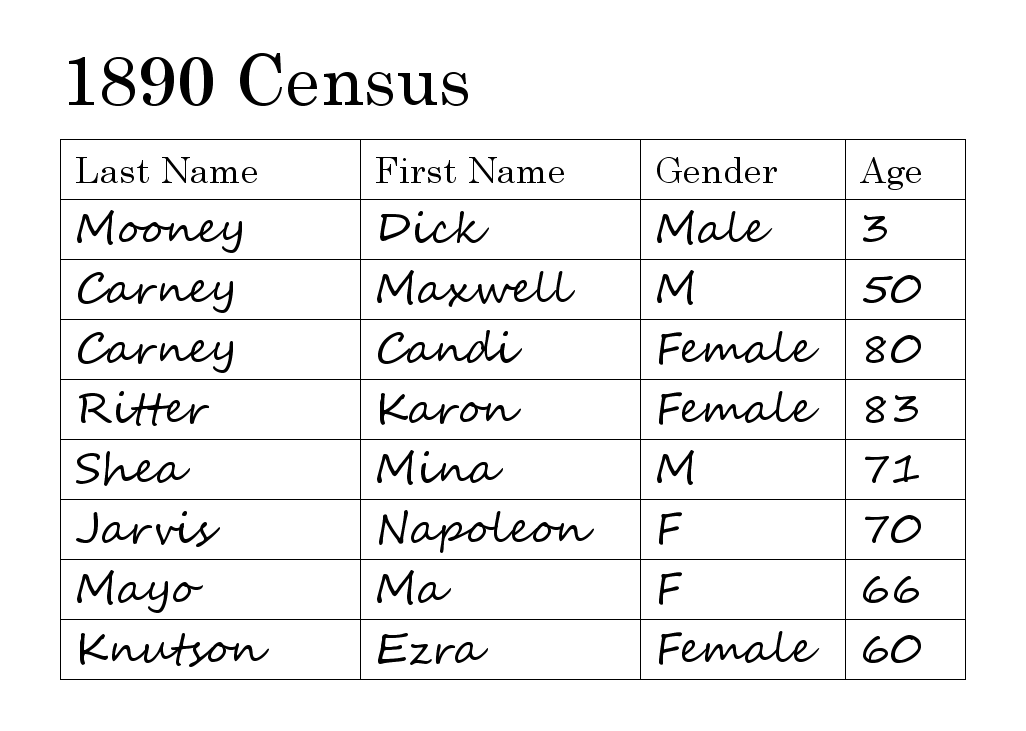 1890 Census
Last Name First Name Gender Age
Mooney Dick Male 3
Carney Maxwell M 50
Carney Candi Female 80
Ritter Karon Female 83
Shea Mina M 71
Jarvis Napoleon F 70
Mayo Ma F 66
Knutson Ezra Female 60